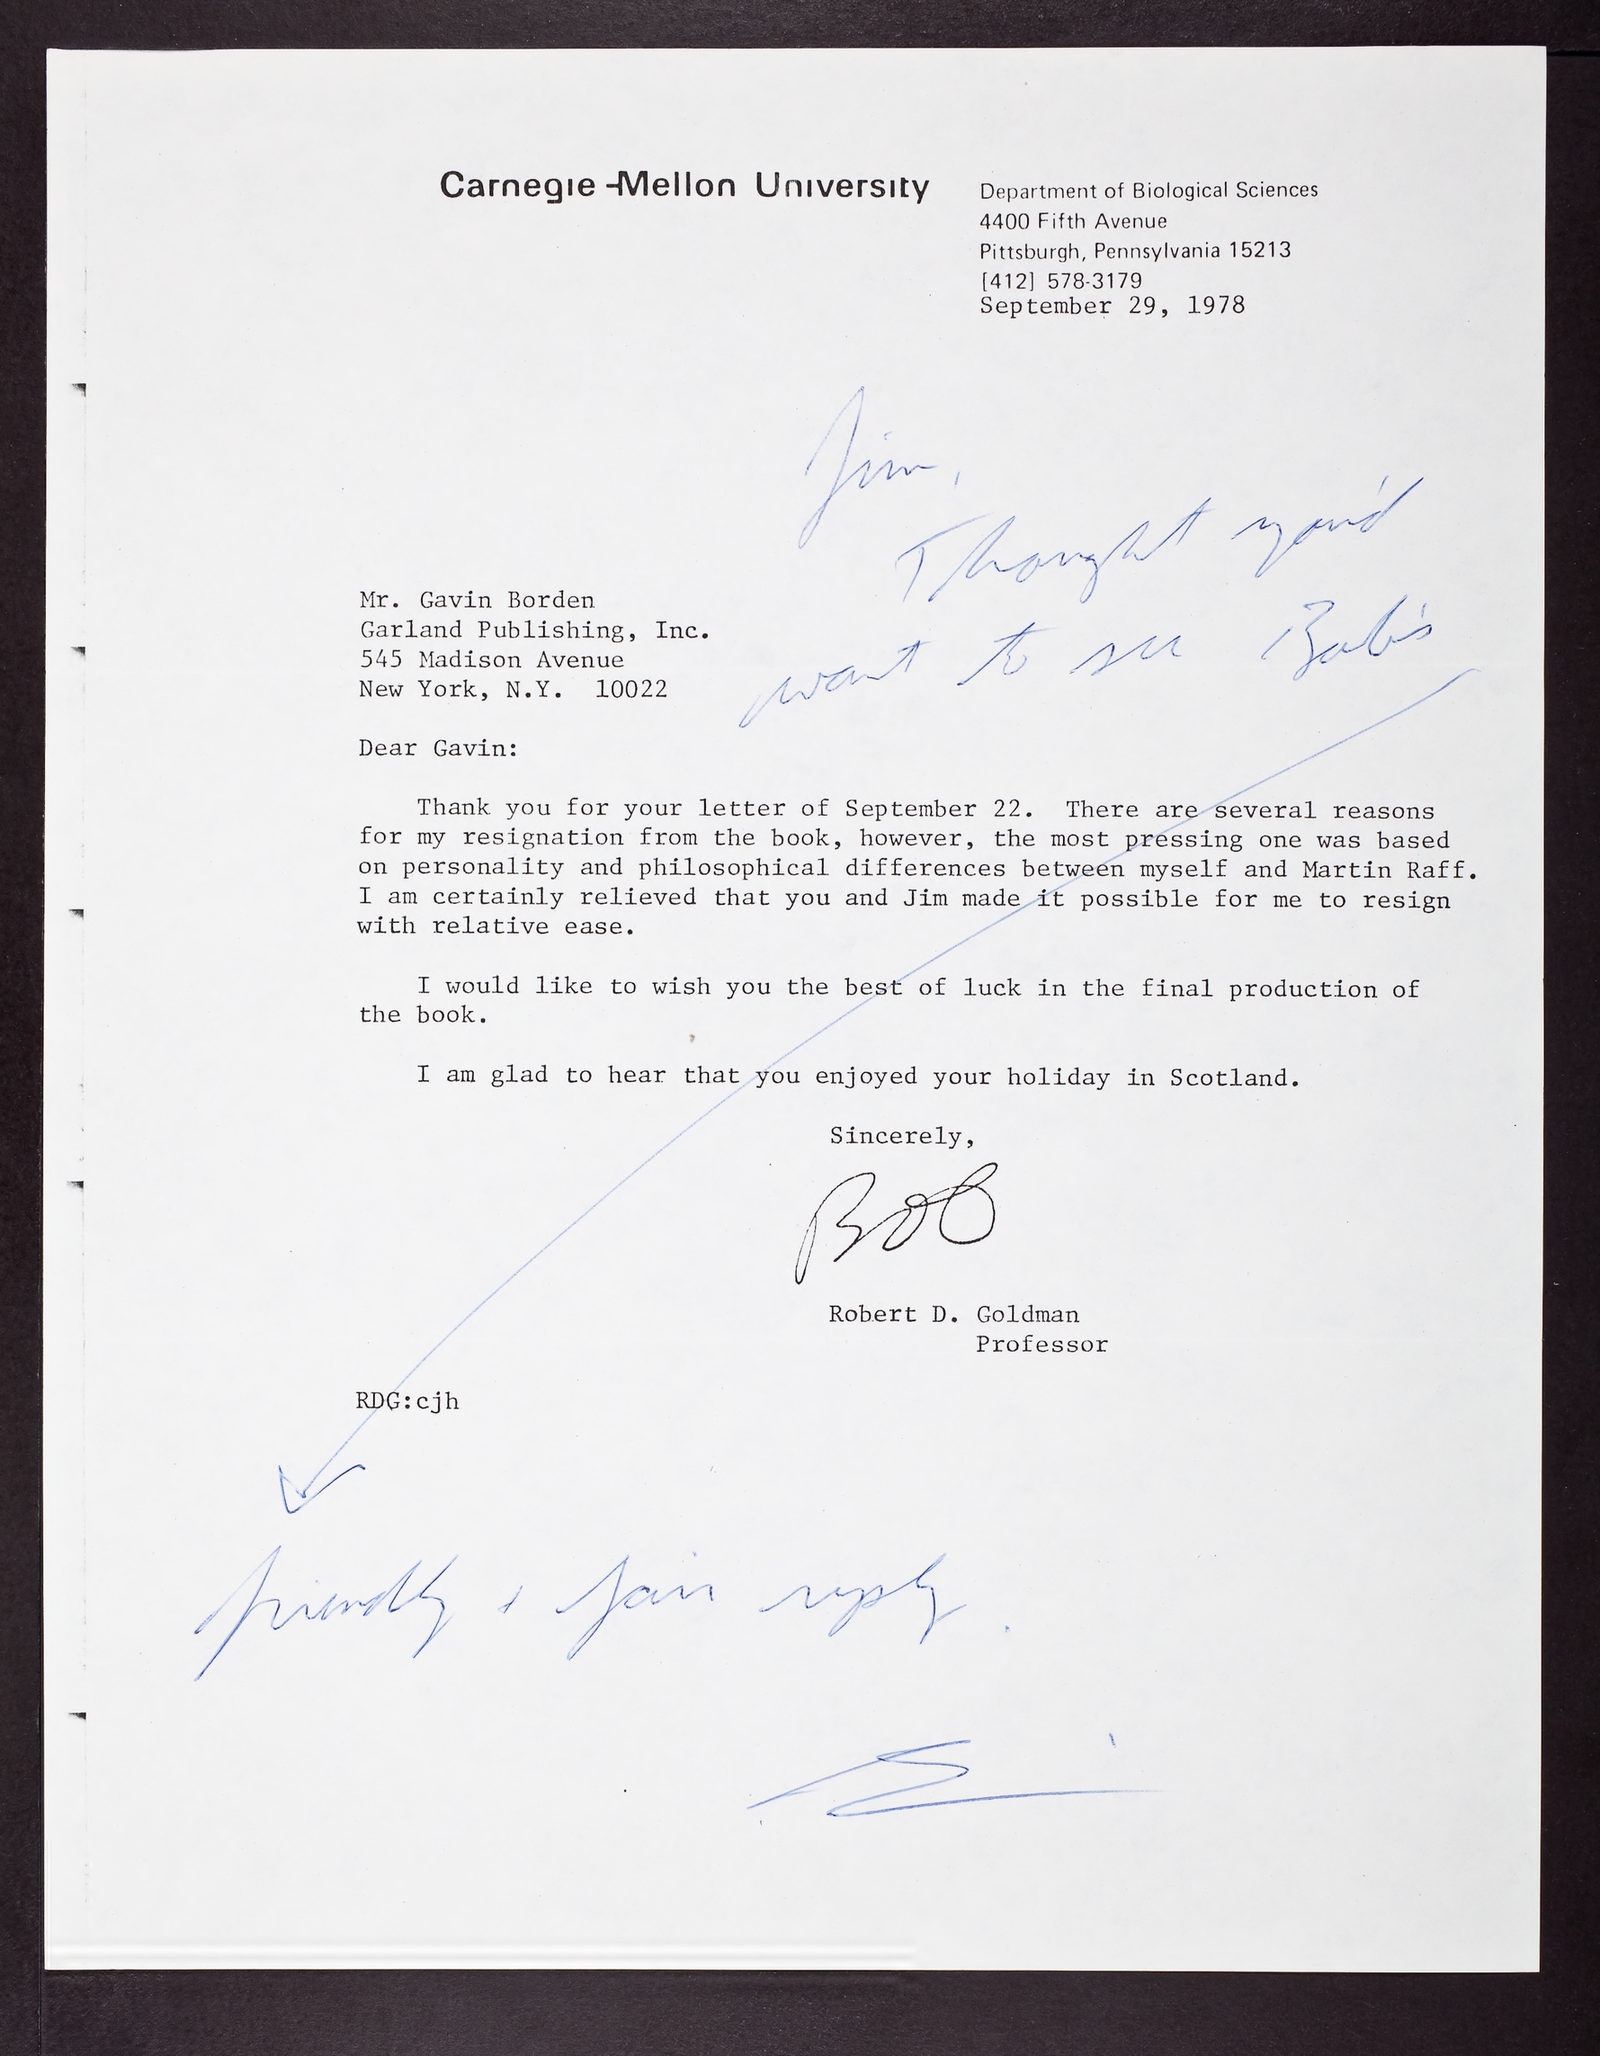 Carnegie-Mellon University
Department of Biological Sciences
4400 Fifth Avenue
Pittsburgh, Pennsylvania 15213
[412] 578-3179
September 29, 1978
Jim,
Thought you'd
want to see Bob's
Mr. Gavin Borden
Garland Publishing, Inc.
545 Madison Avenue
New York, N.Y.  10022
Dear Gavin:
Thank you for your letter of September 22.  There are several reasons
for my resignation from the book, however, the most pressing one was based
on personality and philosophical differences between myself and Martin Raff.
I am certainly relieved that you and Jim made it possible for me to resign
with relative ease.
I would like to wish you the best of luck in the final production of
the book.
I am glad to hear that you enjoyed your holiday in Scotland.
Sincerely,
Bob
Robert D. Goldman
Professor
RDG:cjh
friendly & fair reply.